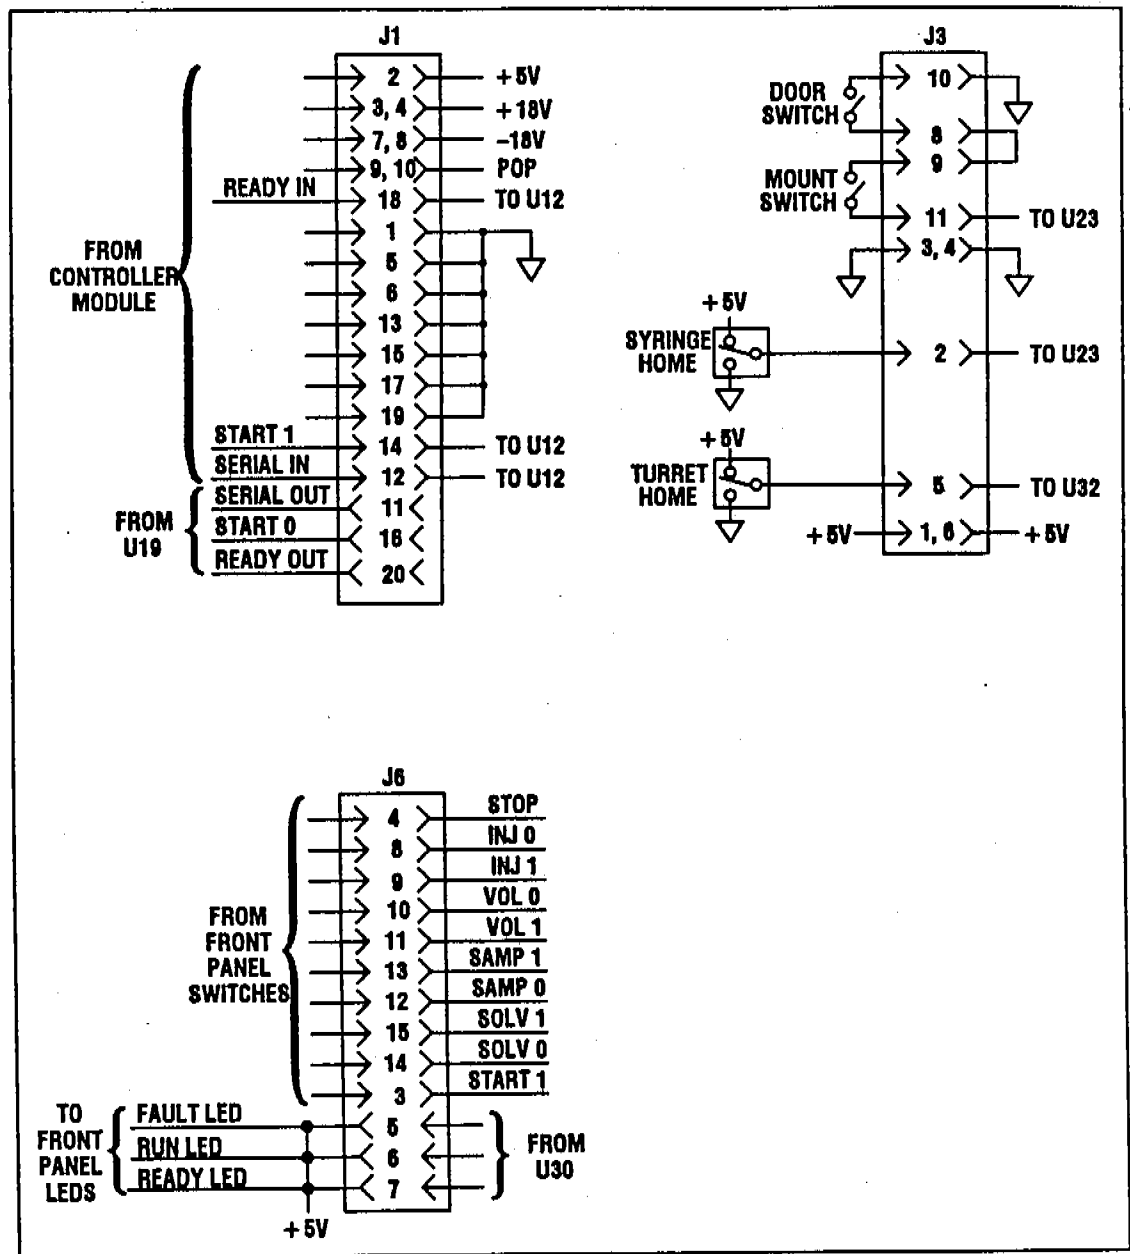 J1
2 +5V
3, 4 +18V
7, 8 -18V
9, 10 POP
READY IN 18 TO U12
1
5
6
13
15
17
19
START 1 14 TO U12
SERIAL IN 12 TO U12
SERIAL OUT 11
START 0 16
READY OUT 20
FROM
CONTROLLER
MODULE
FROM
U19
J3
DOOR
SWITCH
10
8
9
MOUNT
SWITCH
11 TO U23
3, 4
+5V
SYRINGE
HOME
2 TO U23
+5V
TURRET
HOME
5 TO U32
+5V 1, 6 +5V
J6
4 STOP
8 INJ 0
9 INJ 1
10 VOL 0
11 VOL 1
13 SAMP 1
12 SAMP 0
15 SOLV 1
14 SOLV 0
3 START 1
FROM
FRONT
PANEL
SWITCHES
TO
FRONT
PANEL
LEDS
FAULT LED 5
RUN LED 6
READY LED 7
FROM
U30
+5V